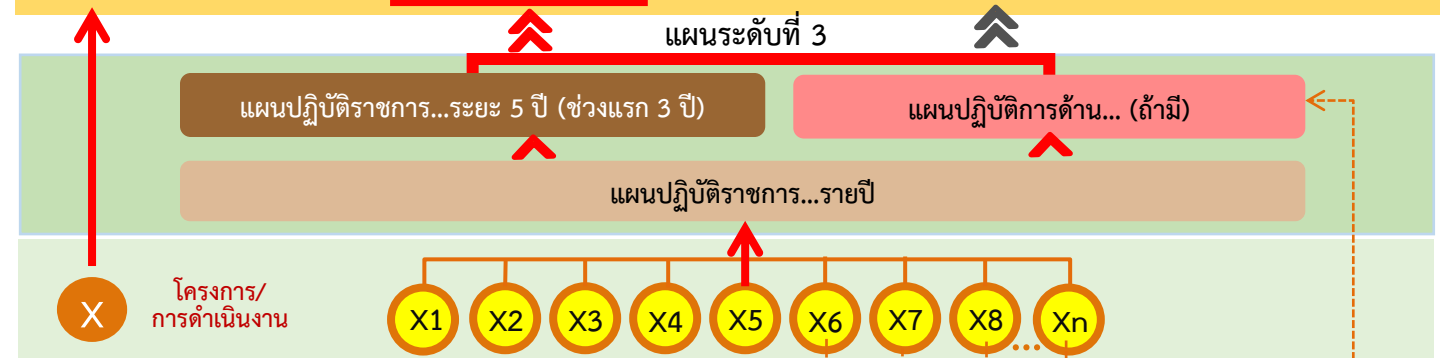 แผนระดับที่ 3
แผนปฏิบัติราชการ...ระยะ 5 ปี (ช่วงแรก 3 ปี)
แผนปฏิบัติการด้าน... (ถ้ามี)
แผนปฏิบัติราชการ...รายปี
X
โครงการ/
การดำเนินงาน
X1 X2 X3 X4 X5 X6 X7 X8 ... Xn